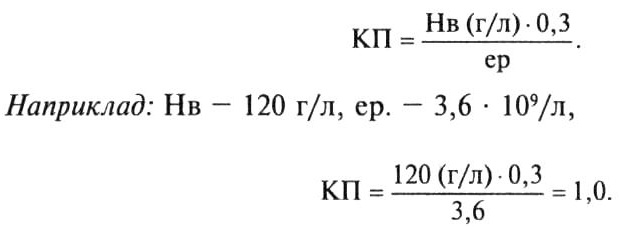 КП = Нв (г/л) · 0,3 / ер.
Наприклад: Нв — 120 г/л, ер. — 3,6 · 10⁹/л,
КП = 120 (г/л) · 0,3 / 3,6 = 1,0.